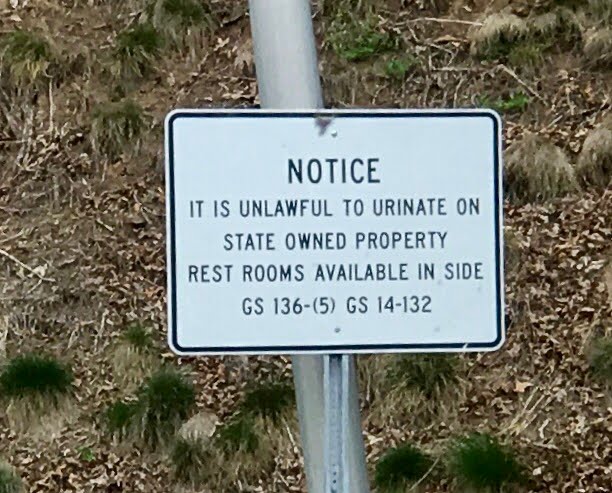 NOTICE
IT IS UNLAWFUL TO URINATE ON
STATE OWNED PROPERTY
REST ROOMS AVAILABLE IN SIDE
GS 136-(5) GS 14-132